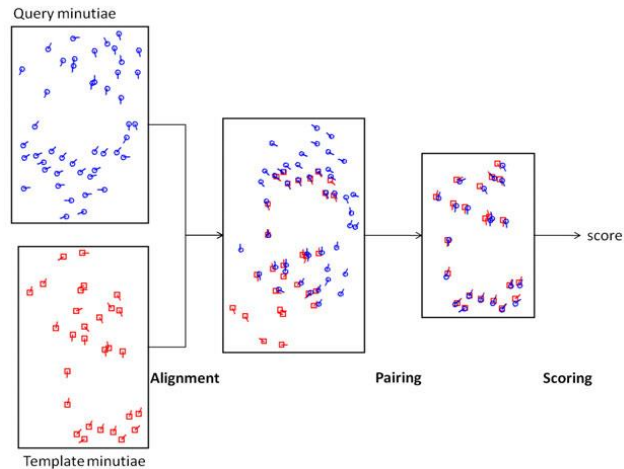 Query minutiae
score
Alignment
Pairing
Scoring
Template minutiae